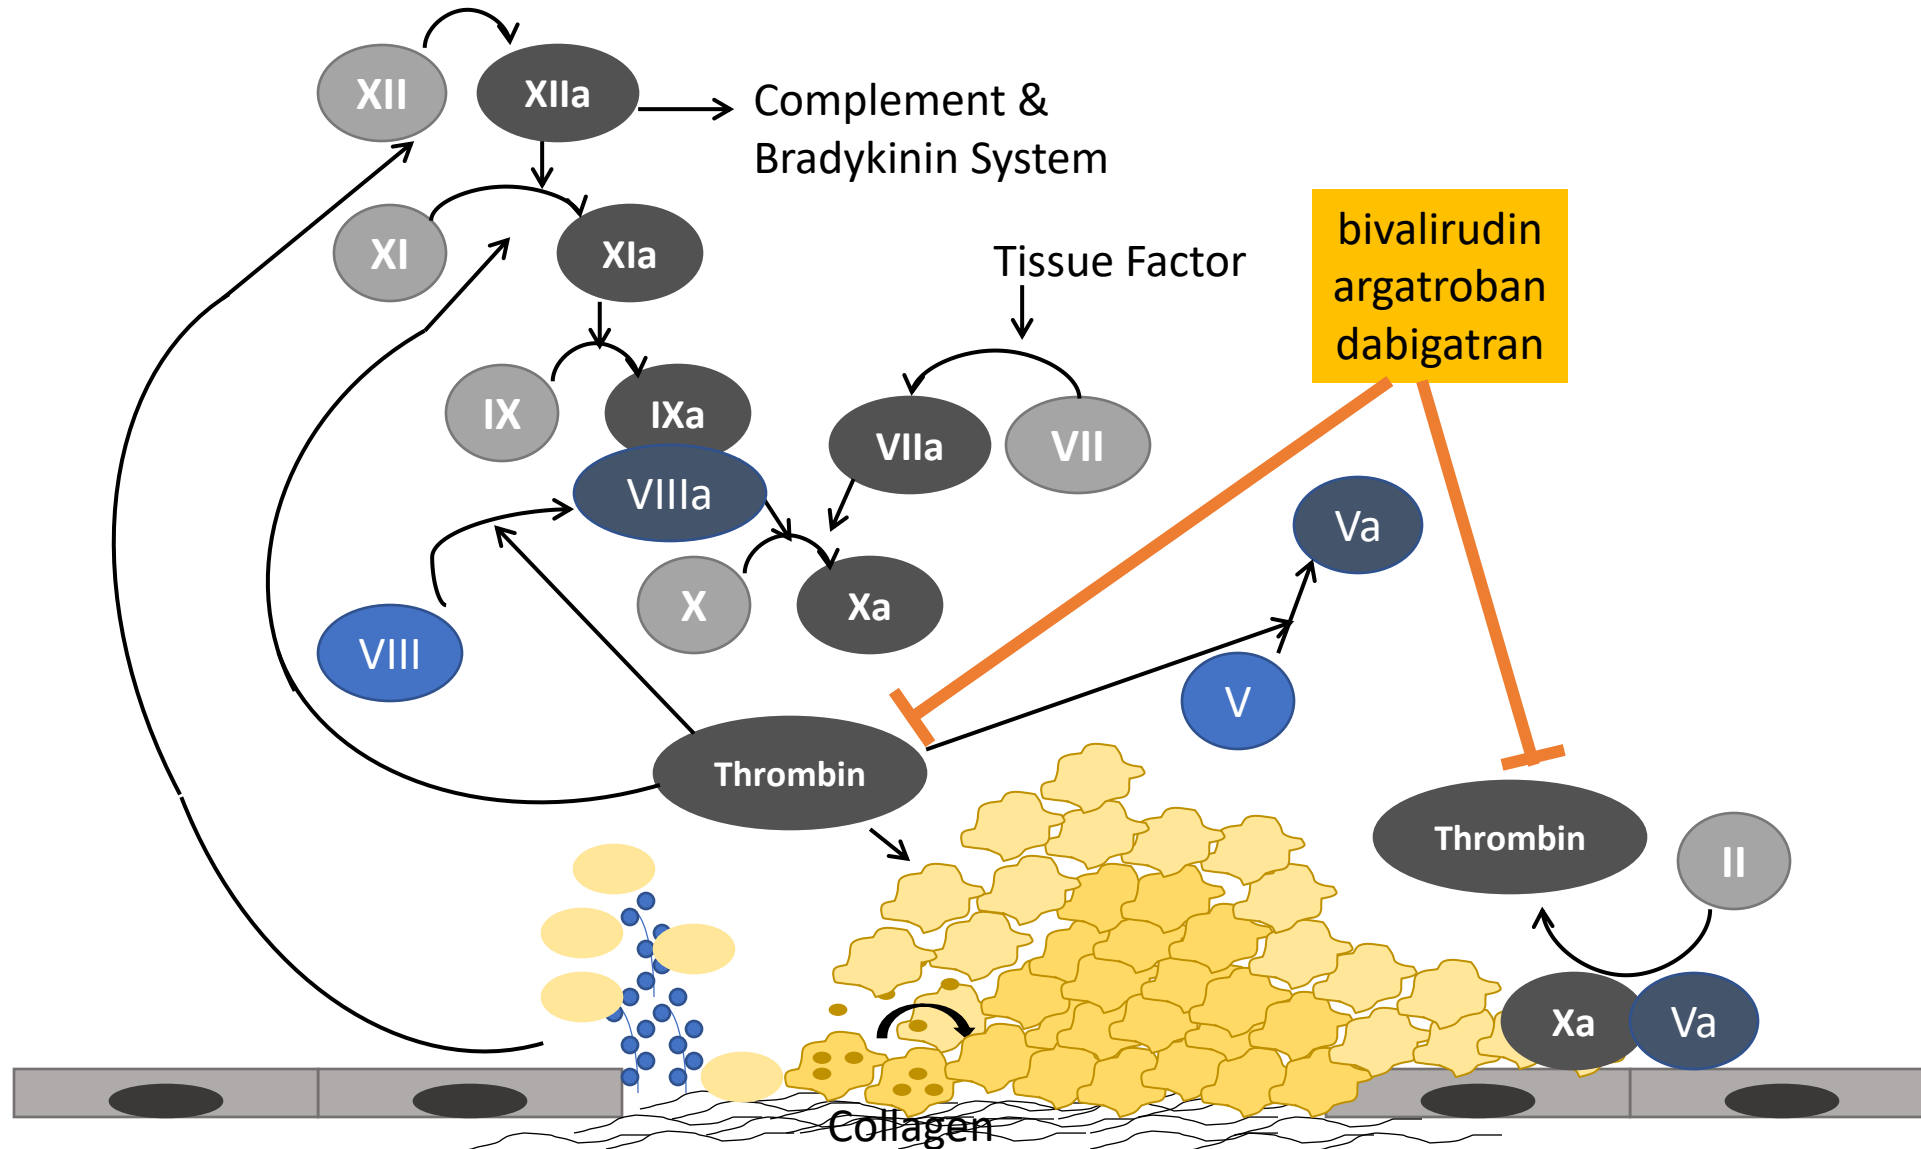 XII
XIIa
Complement &
Bradykinin System
XI
XIa
Tissue Factor
bivalirudin
argatroban
dabigatran
IX
IXa
VIIa
VII
VIIIa
Va
X
Xa
VIII
V
Thrombin
Thrombin
II
Xa
Va
Collagen